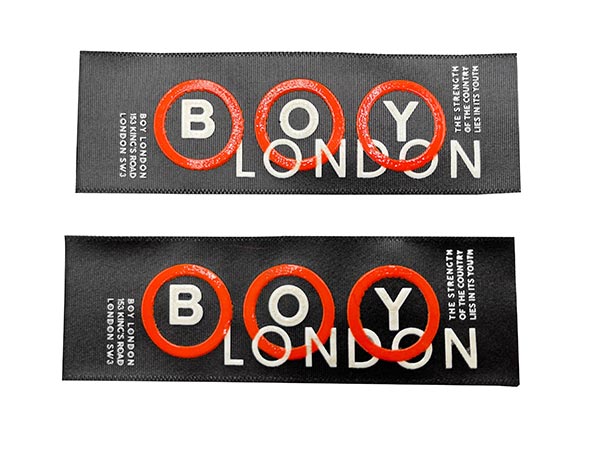 BOY LONDON
153 KING'S ROAD
LONDON SW3
BOY
LONDON
THE STRENGTH
OF THE COUNTRY
LIES IN ITS YOUTH
BOY LONDON
153 KING'S ROAD
LONDON SW3
BOY
LONDON
THE STRENGTH
OF THE COUNTRY
LIES IN ITS YOUTH